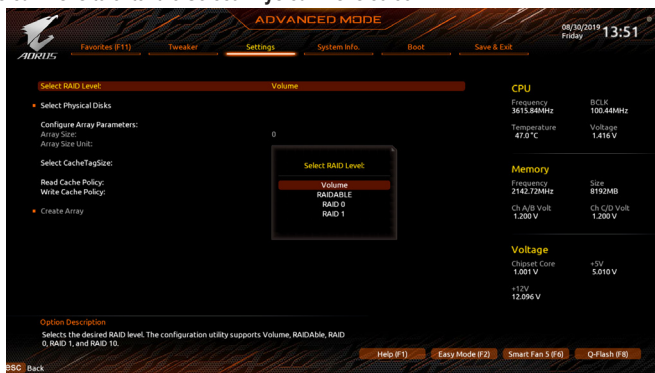 ADVANCED MODE
08/30/2019 13:51
Friday
AORUS
Favorites (F11) Tweaker Settings System Info. Boot Save & Exit
Select RAID Level: Volume
Select Physical Disks
Configure Array Parameters:
Array Size: 0
Array Size Unit:
Select CacheTagSize:
Read Cache Policy:
Write Cache Policy:
Create Array
Select RAID Level:
Volume
RAIDABLE
RAID 0
RAID 1
CPU
Frequency BCLK
3615.84MHz 100.44MHz
Temperature Voltage
47.0 °C 1.416 V
Memory
Frequency Size
2142.72MHz 8192MB
Ch A/B Volt Ch C/D Volt
1.200 V 1.200 V
Voltage
Chipset Core +5V
1.001 V 5.010 V
+12V
12.096 V
Option Description
Selects the desired RAID level. The configuration utility supports Volume, RAIDAble, RAID
0, RAID 1, and RAID 10.
Help (F1) Easy Mode (F2) Smart Fan 5 (F6) Q-Flash (F8)
esc Back